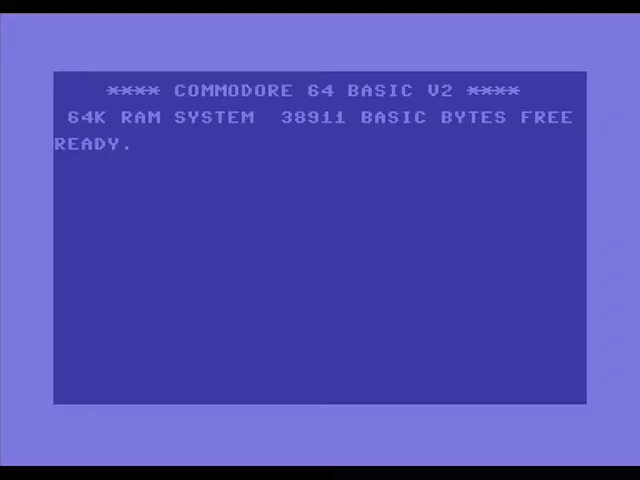 **** COMMODORE 64 BASIC V2 ****
64K RAM SYSTEM  38911 BASIC BYTES FREE
READY.